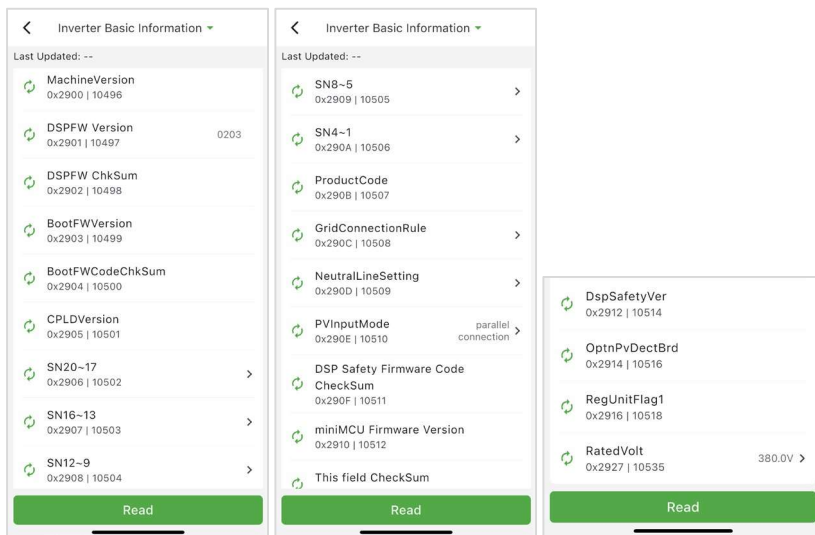 Inverter Basic Information
Last Updated: --
MachineVersion
0x2900 | 10496
DSPFW Version
0x2901 | 10497
0203
DSPFW ChkSum
0x2902 | 10498
BootFWVersion
0x2903 | 10499
BootFWCodeChkSum
0x2904 | 10500
CPLDVersion
0x2905 | 10501
SN20~17
0x2906 | 10502
SN16~13
0x2907 | 10503
SN12~9
0x2908 | 10504
Read
Inverter Basic Information
Last Updated: --
SN8~5
0x2909 | 10505
SN4~1
0x290A | 10506
ProductCode
0x290B | 10507
GridConnectionRule
0x290C | 10508
NeutralLineSetting
0x290D | 10509
PVInputMode
0x290E | 10510
parallel
connection
DSP Safety Firmware Code
CheckSum
0x290F | 10511
miniMCU Firmware Version
0x2910 | 10512
This field CheckSum
Read
DspSafetyVer
0x2912 | 10514
OptnPvDectBrd
0x2914 | 10516
RegUnitFlag1
0x2916 | 10518
RatedVolt
0x2927 | 10535
380.0V
Read